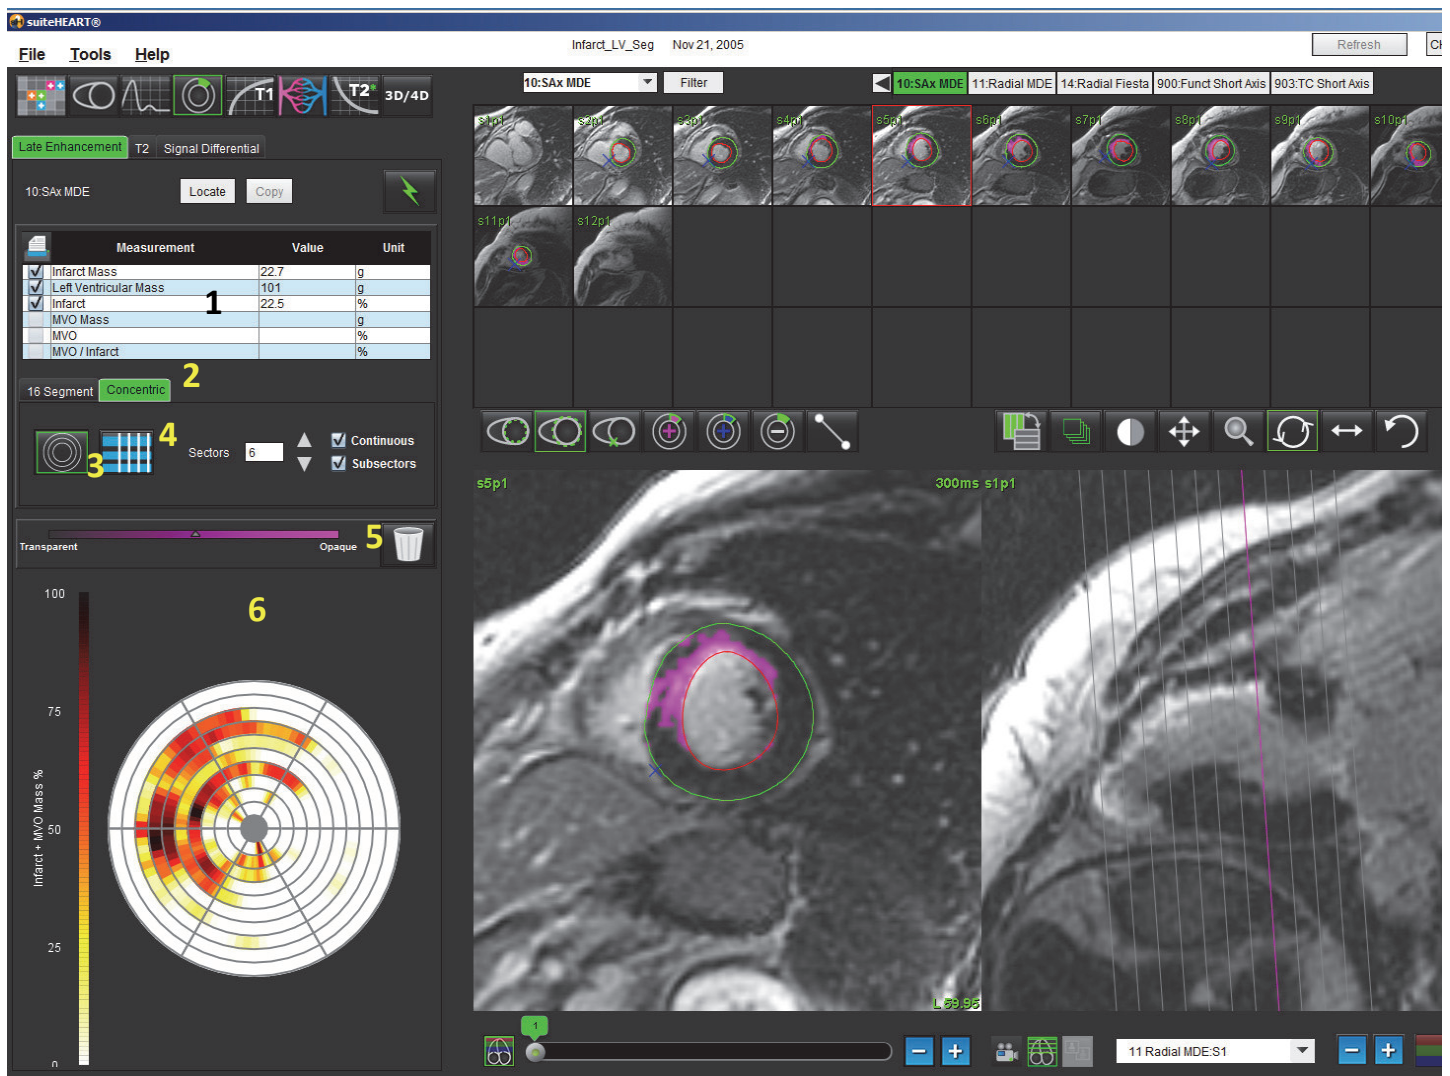 suiteHEART®
File Tools Help
Infarct_LV_Seg Nov 21, 2005
Refresh
T1 T2* 3D/4D
10:SAx MDE Filter
10:SAx MDE 11:Radial MDE 14:Radial Fiesta 900:Funct Short Axis 903:TC Short Axis
Late Enhancement T2 Signal Differential
10:SAx MDE Locate Copy
s1p1 s2p1 s3p1 s4p1 s5p1 s6p1 s7p1 s8p1 s9p1 s10p1
s11p1 s12p1
Measurement Value Unit
Infarct Mass 22.7 g
Left Ventricular Mass 101 g
Infarct 22.5 %
MVO Mass g
MVO %
MVO / Infarct %
1
2
16 Segment Concentric
3
4
Sectors 6
Continuous
Subsectors
Transparent Opaque
5
6
100
75
50
25
0
Infarct + MVO Mass %
s5p1 300ms
s1p1
L 59.95
1
11 Radial MDE:S1